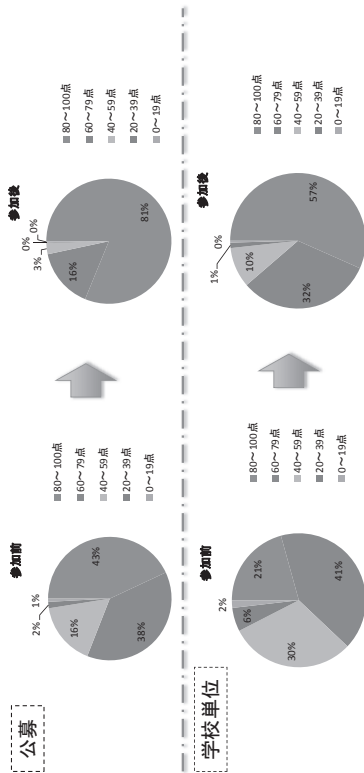 公募
参加前
43%
38%
16%
2%
1%
■80～100点
■60～79点
■40～59点
■20～39点
■0～19点
参加後
81%
16%
3%
0%
0%
■80～100点
■60～79点
■40～59点
■20～39点
■0～19点
学校単位
参加前
21%
41%
30%
6%
2%
■80～100点
■60～79点
■40～59点
■20～39点
■0～19点
参加後
57%
32%
10%
1%
0%
■80～100点
■60～79点
■40～59点
■20～39点
■0～19点